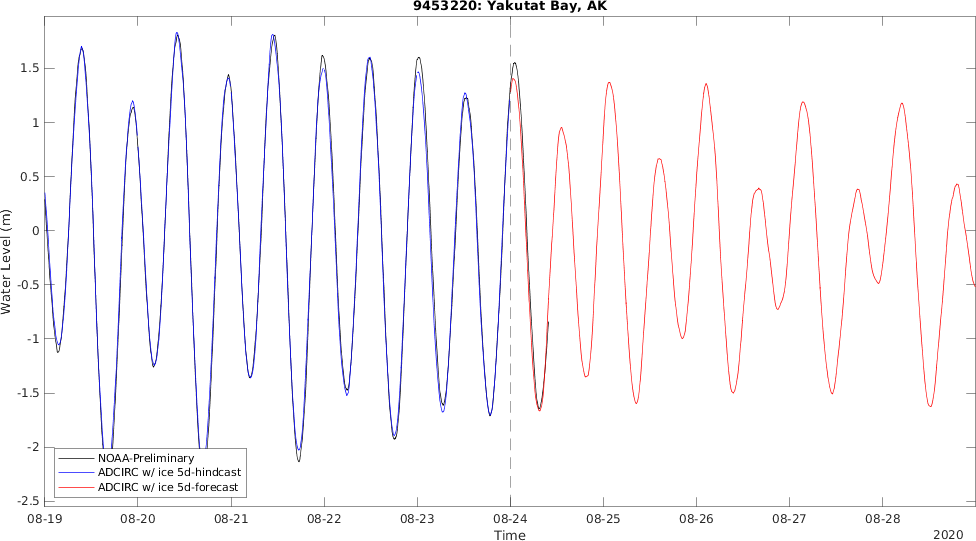 9453220: Yakutat Bay, AK
Water Level (m)
1.5
1
0.5
0
-0.5
-1
-1.5
-2
-2.5
NOAA-Preliminary
ADCIRC w/ ice 5d-hindcast
ADCIRC w/ ice 5d-forecast
08-19 08-20 08-21 08-22 08-23 08-24 08-25 08-26 08-27 08-28
Time
2020